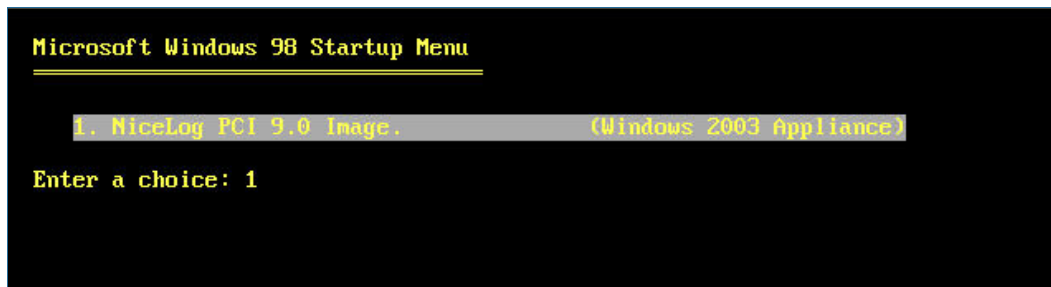 Microsoft Windows 98 Startup Menu
1. NiceLog PCI 9.0 Image. (Windows 2003 Appliance)
Enter a choice: 1